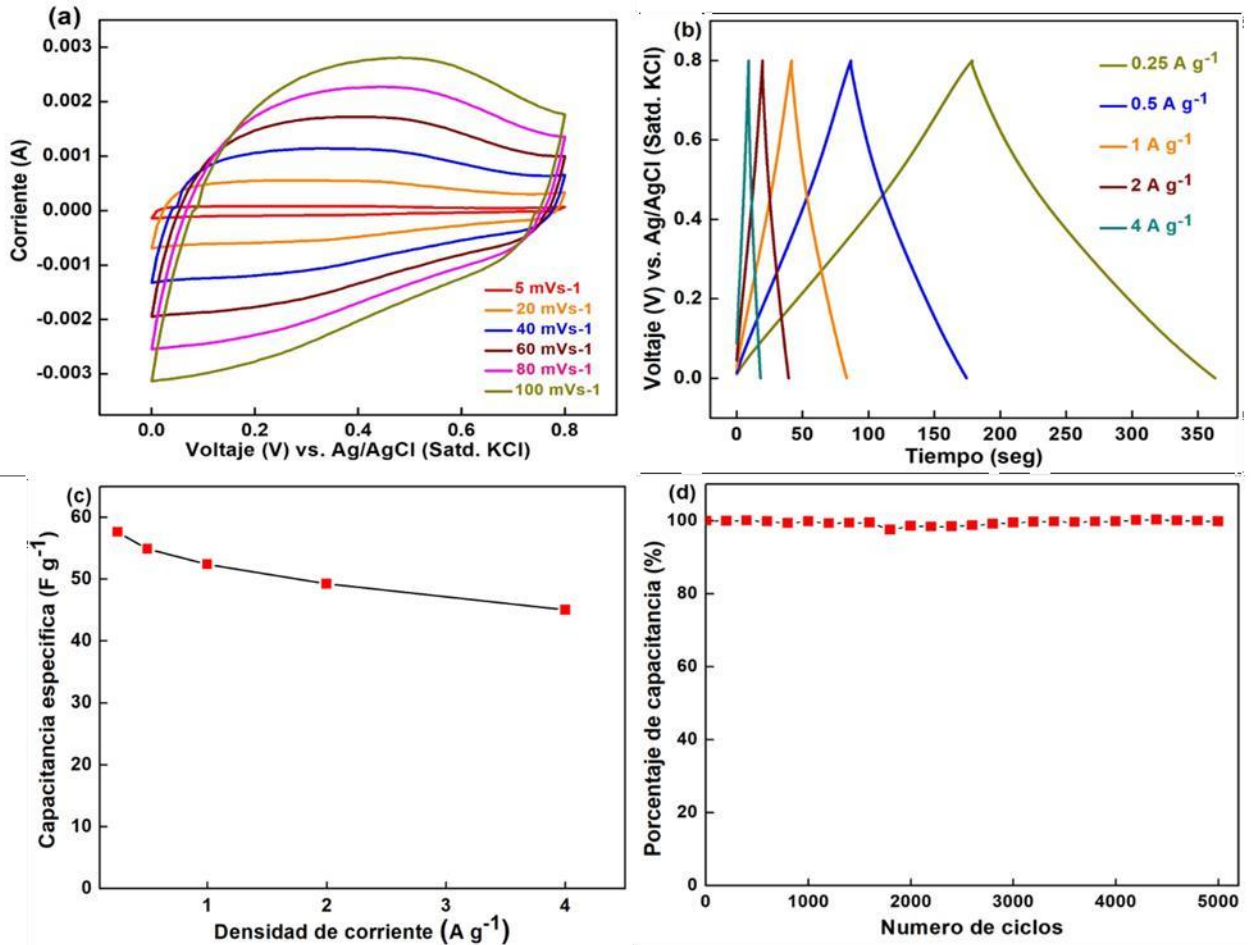 (a)
0.003
0.002
0.001
0.000
-0.001
-0.002
-0.003
Corriente (A)
5 mVs-1
20 mVs-1
40 mVs-1
60 mVs-1
80 mVs-1
100 mVs-1
0.0 0.2 0.4 0.6 0.8
Voltaje (V) vs. Ag/AgCl (Satd. KCl)
(b)
0.8
0.6
0.4
0.2
0.0
Voltaje (V) vs. Ag/AgCl (Satd. KCl)
0.25 A g-1
0.5 A g-1
1 A g-1
2 A g-1
4 A g-1
0 50 100 150 200 250 300 350
Tiempo (seg)
(c)
60
50
40
30
20
10
0
Capacitancia específica (F g-1)
1 2 3 4
Densidad de corriente (A g-1)
(d)
100
80
60
40
20
0
Porcentaje de capacitancia (%)
0 1000 2000 3000 4000 5000
Numero de ciclos